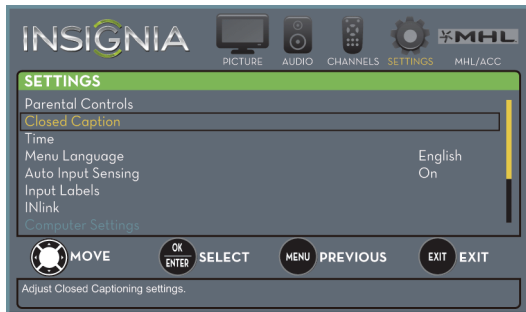 INSIGNIA
PICTURE AUDIO CHANNELS SETTINGS MHL/ACC
MHL
SETTINGS
Parental Controls
Closed Caption
Time
Menu Language English
Auto Input Sensing On
Input Labels
INlink
Computer Settings
MOVE OK ENTER SELECT MENU PREVIOUS EXIT EXIT
Adjust Closed Captioning settings.